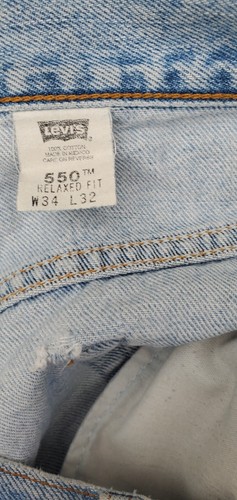 Levi's
100% COTTON
MADE IN MEXICO
CARE ON REVERSE
550™
RELAXED FIT
W34 L32